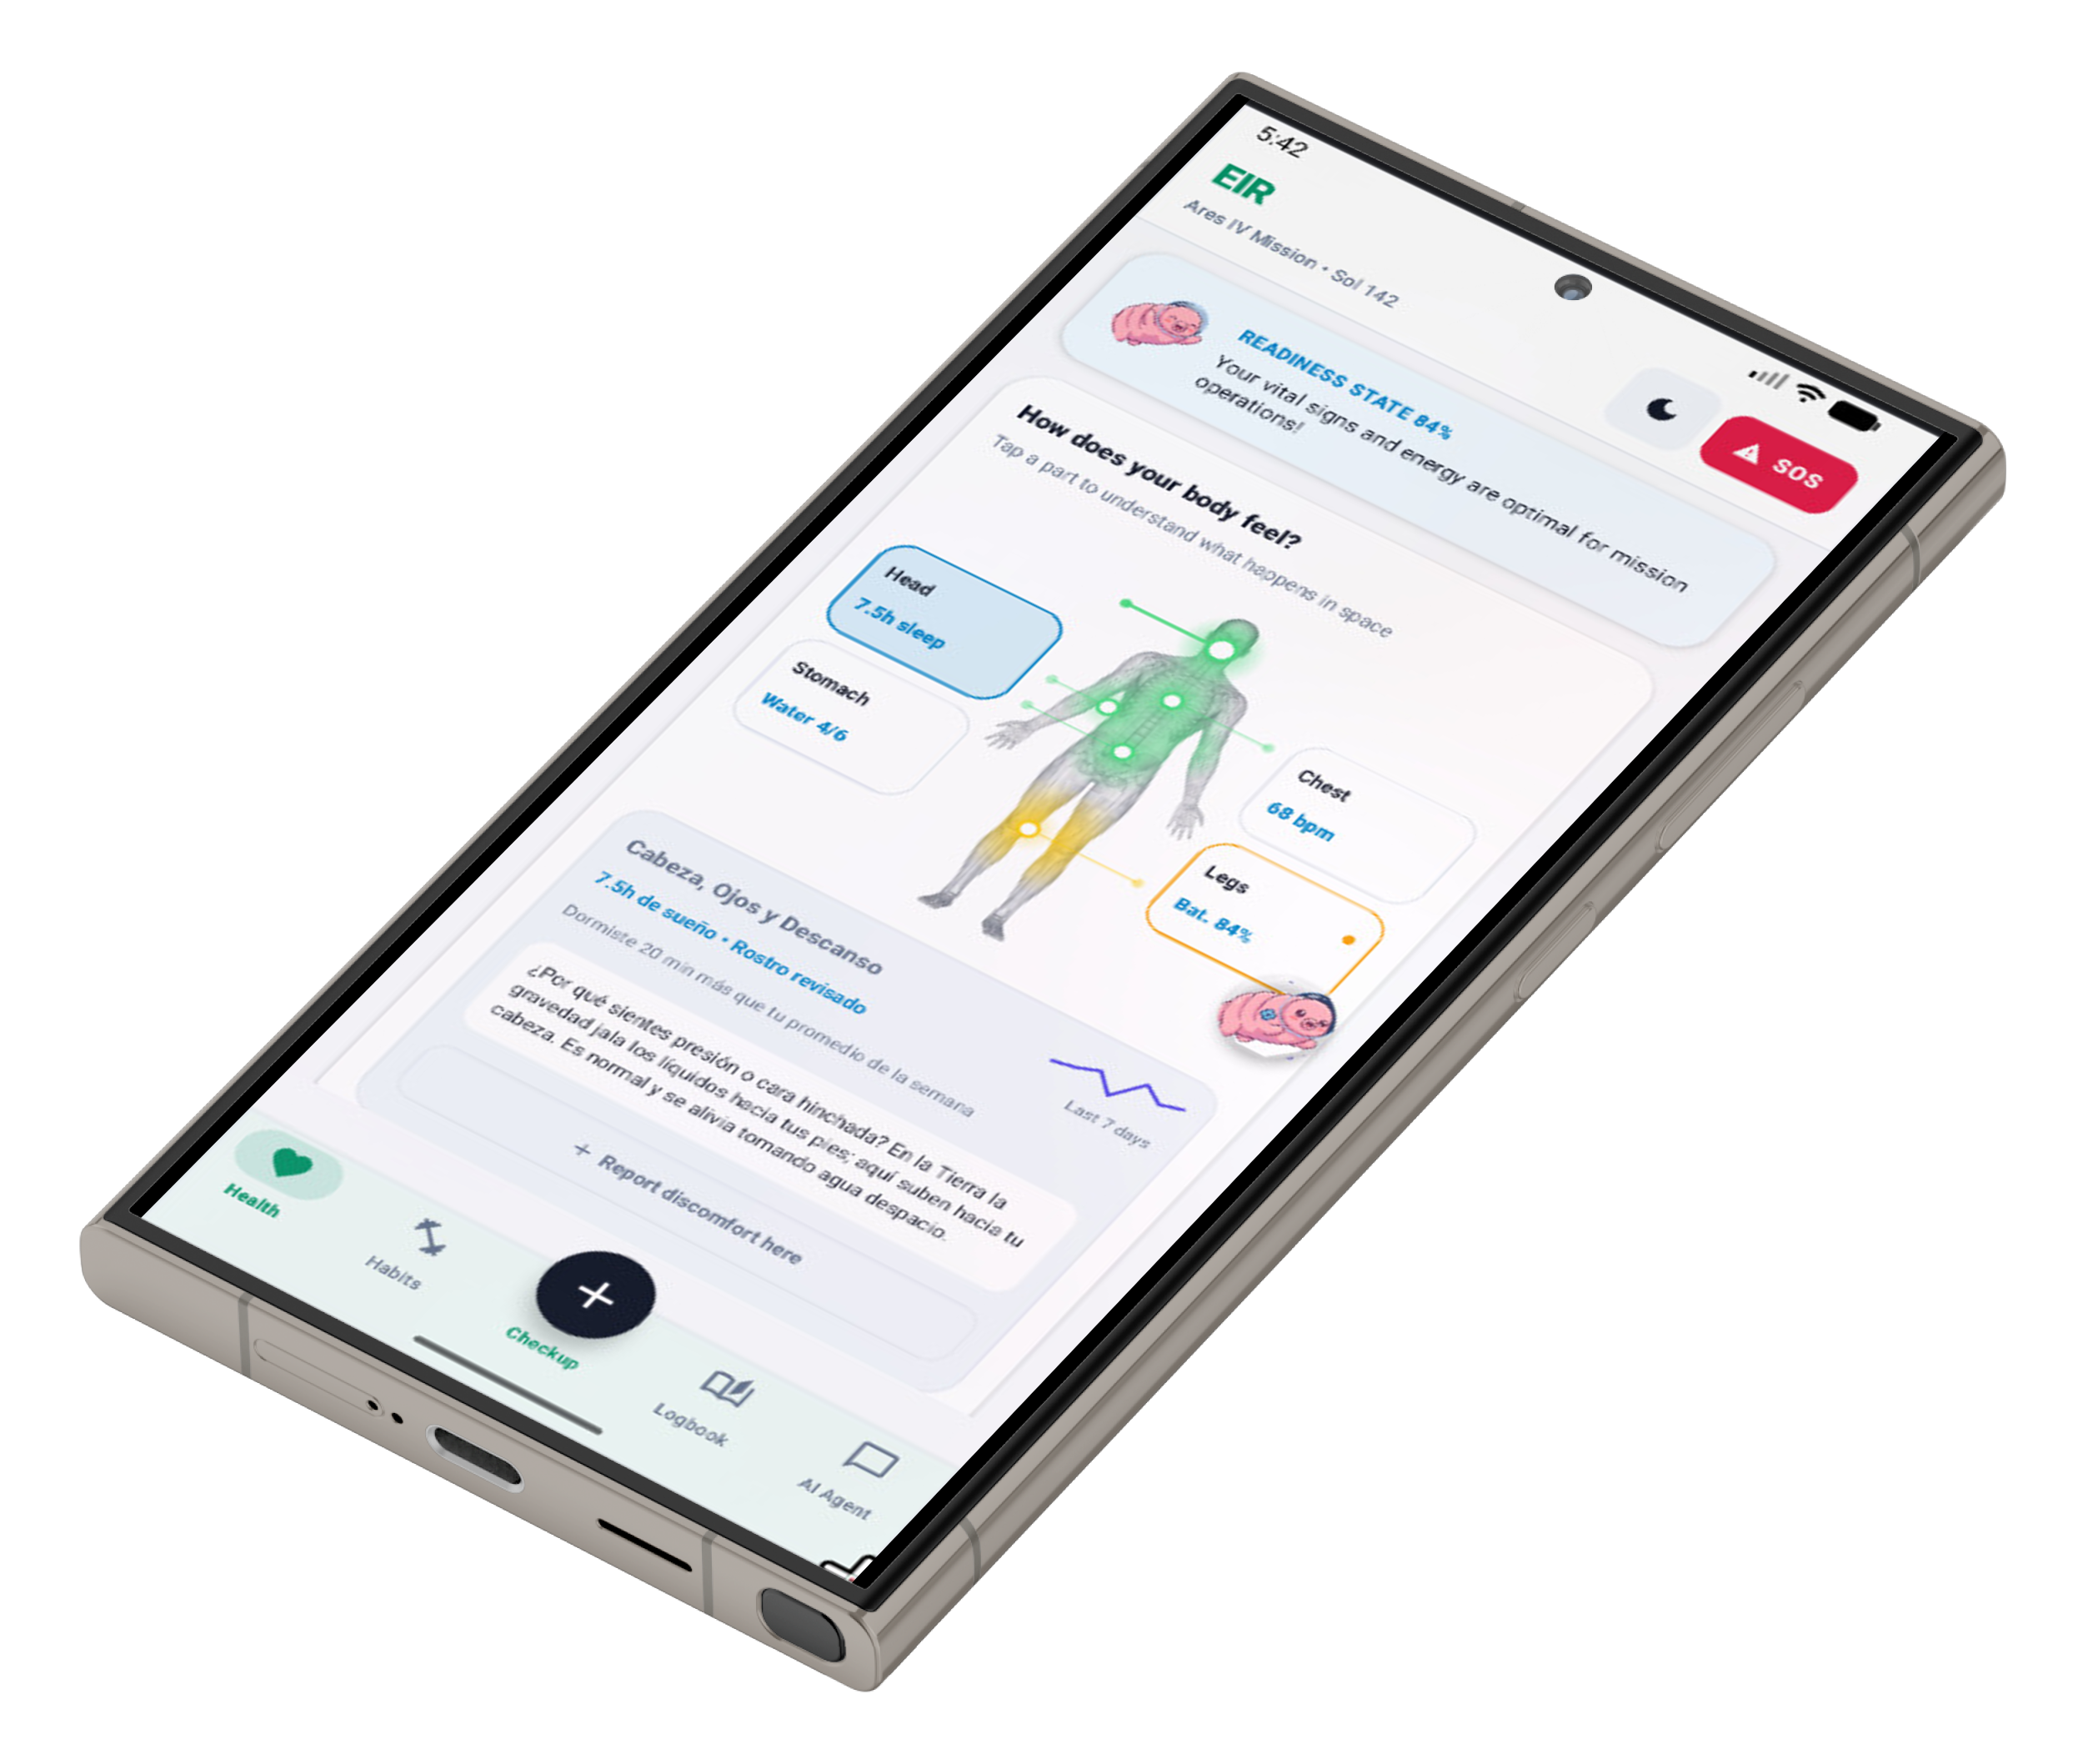 5:42
EIR
Ares IV Mission • Sol 142
SOS
READINESS STATE 84%
Your vital signs and energy are optimal for mission
operations!
How does your body feel?
Tap a part to understand what happens in space
Head
7.5h sleep
Stomach
Water 4/6
Chest
68 bpm
Legs
Bat. 84%
Cabeza, Ojos y Descanso
7.5h de sueño • Rostro revisado
Dormiste 20 min más que tu promedio de la semana
Last 7 days
¿Por qué sientes presión o cara hinchada? En la Tierra la
gravedad jala los líquidos hacia tus pies; aquí suben hacia tu
cabeza. Es normal y se alivia tomando agua despacio.
+ Report discomfort here
Health
Habits
Checkup
Logbook
AI Agent